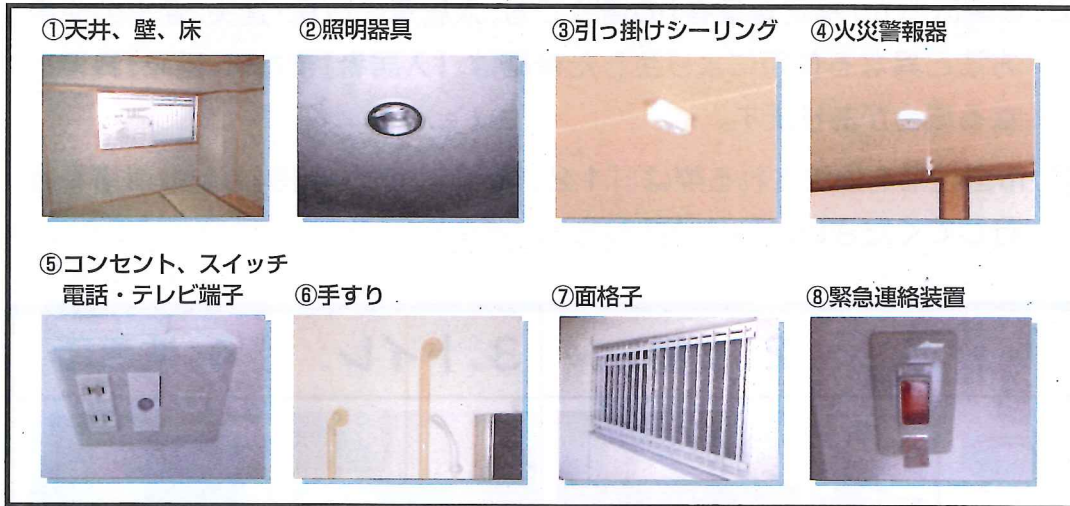 ①天井、壁、床
②照明器具
③引っ掛けシーリング
④火災警報器
⑤コンセント、スイッチ
電話・テレビ端子
⑥手すり
⑦面格子
⑧緊急連絡装置